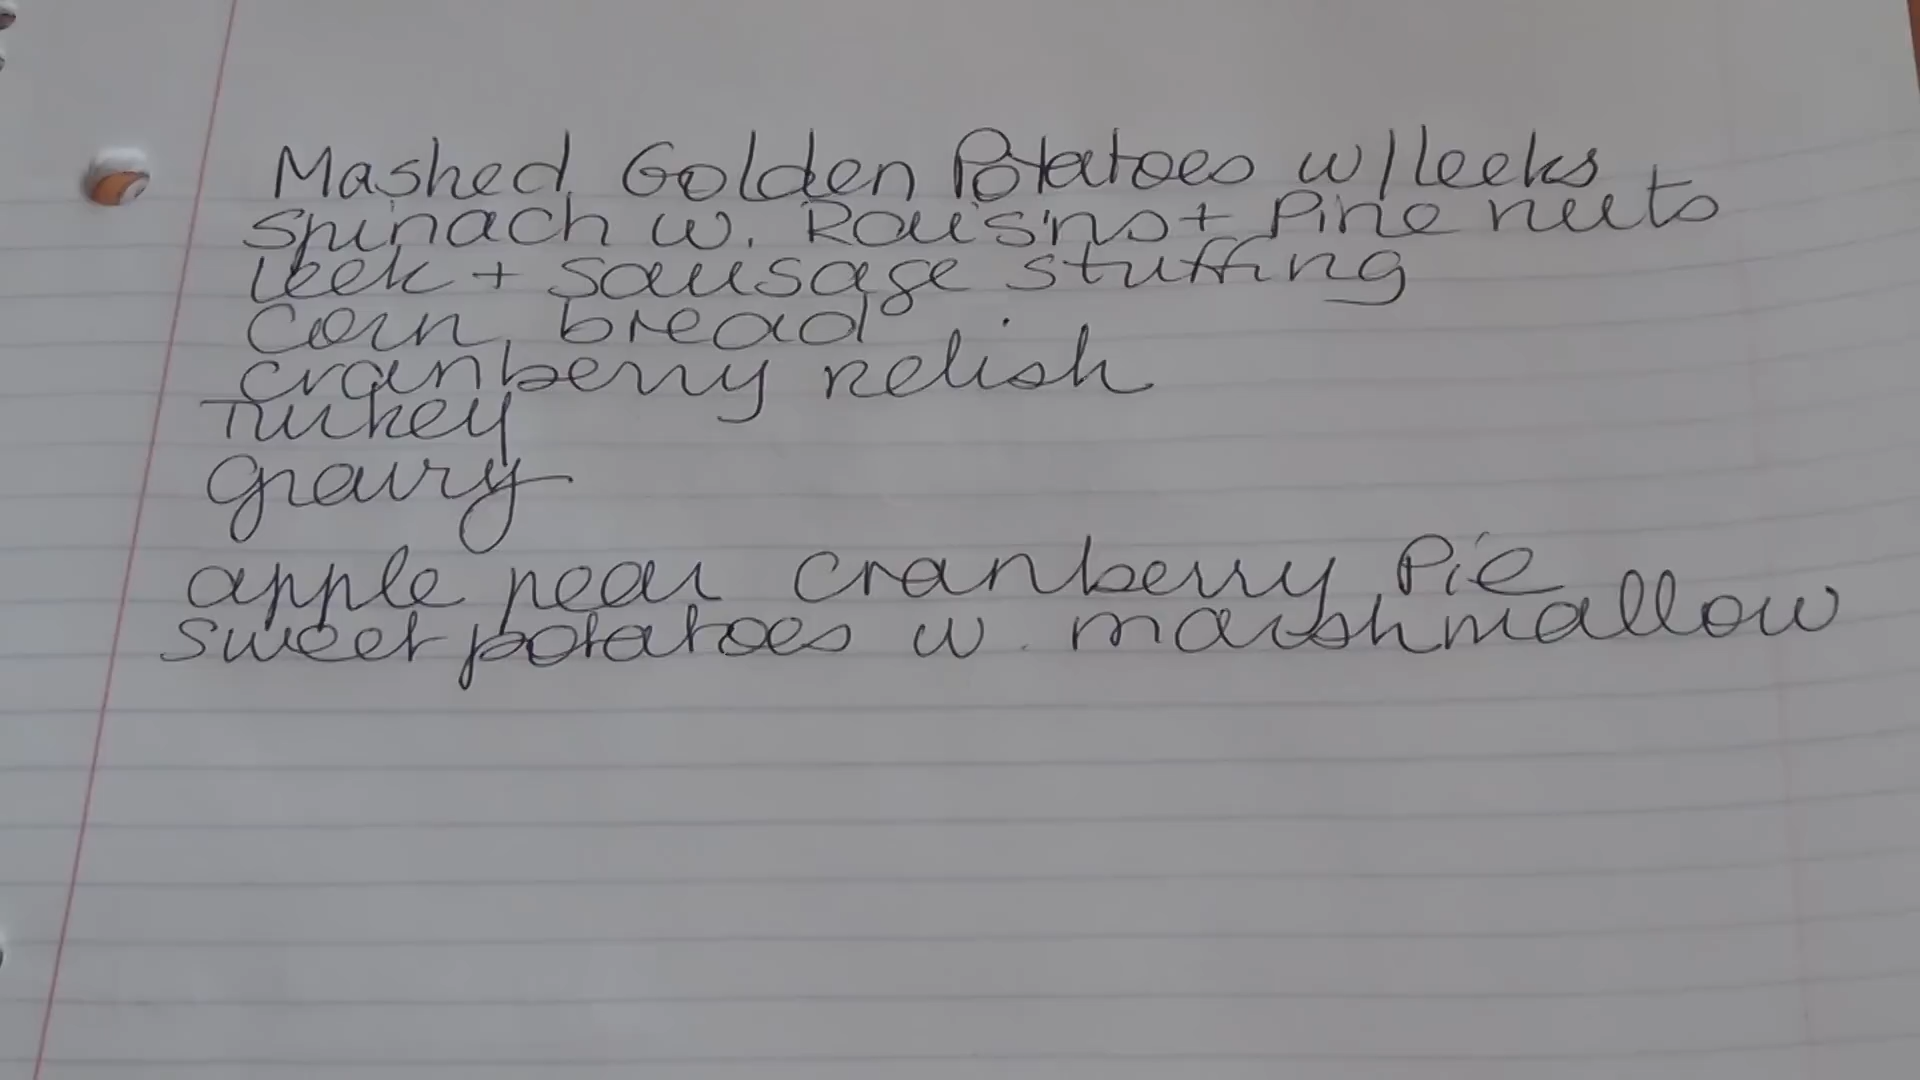 Mashed Golden Potatoes w/leeks
Spinach w. Raisins + Pine nuts
leek + sausage stuffing
Corn bread
cranberry relish
Turkey
gravy
apple pear cranberry Pie
sweet potatoes w. marshmallow